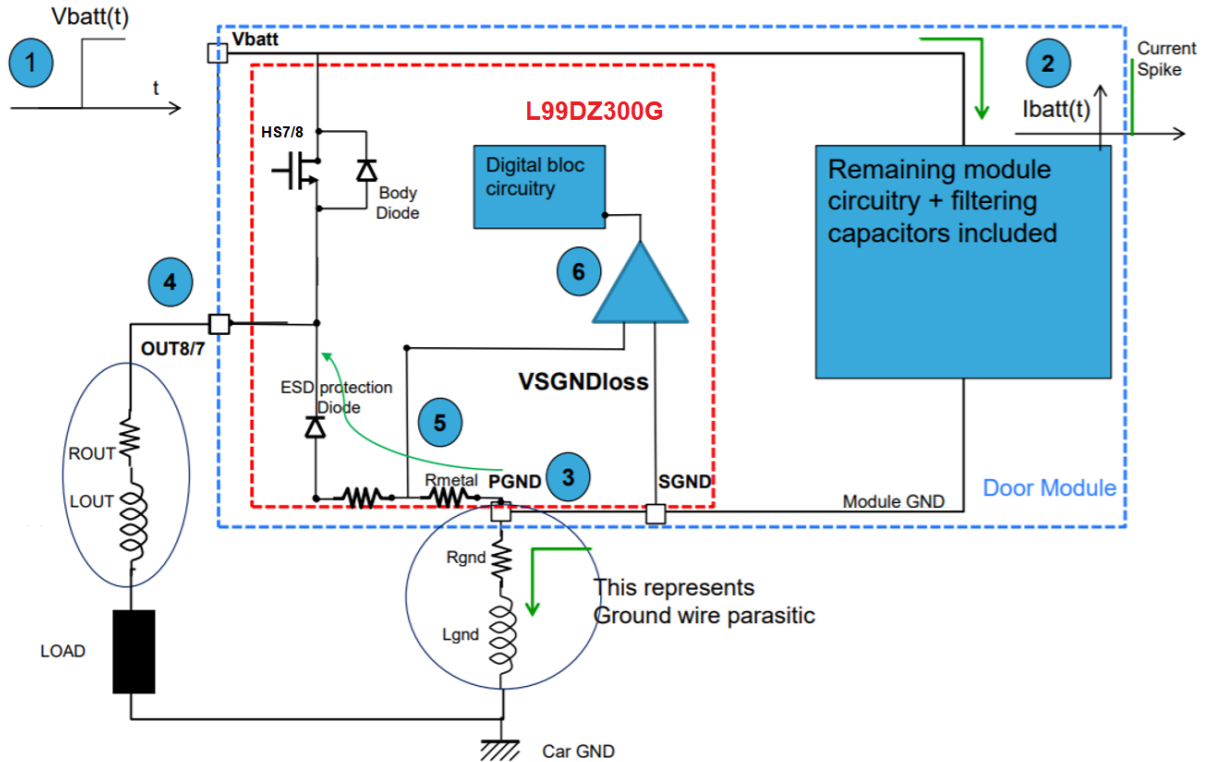 Vbatt(t)
1
t
Vbatt
L99DZ300G
2
Current
Spike
Ibatt(t)
HS7/8
Body
Diode
Digital bloc
circuitry
Remaining module
circuitry + filtering
capacitors included
6
4
OUT8/7
VSGNDloss
ESD protection
Diode
5
ROUT
LOUT
Rmetal
PGND
3
SGND
Module GND
Door Module
Rgnd
Lgnd
This represents
Ground wire parasitic
LOAD
Car GND